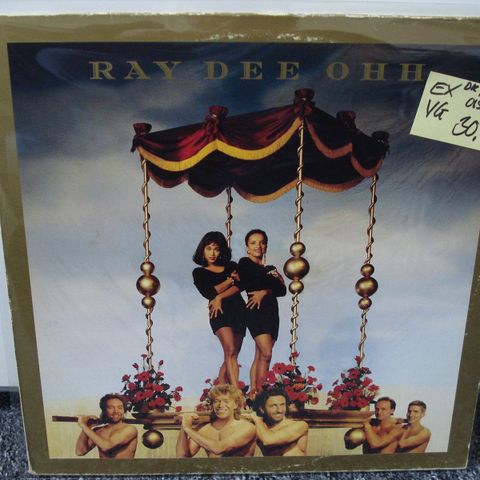 RAY DEE OHH
EX
VG
30,